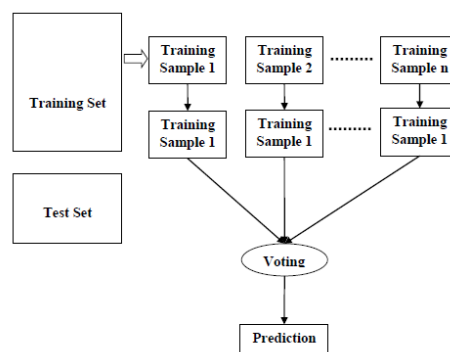 Training Set
Training
Sample 1
Training
Sample 2
.........
Training
Sample n
Training
Sample 1
Training
Sample 1
.........
Training
Sample 1
Test Set
Voting
Prediction